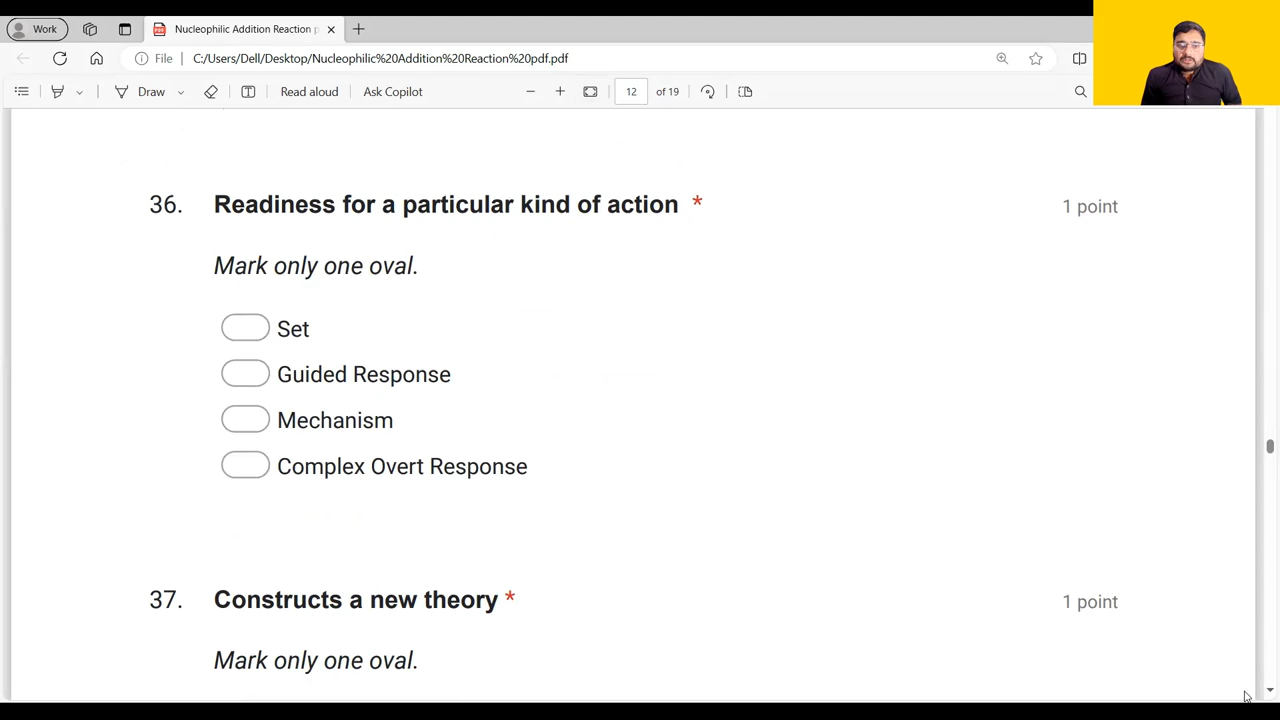 Work
Nucleophilic Addition Reaction p
File
C:/Users/Dell/Desktop/Nucleophilic%20Addition%20Reaction%20pdf.pdf
Draw
Read aloud
Ask Copilot
12 of 19
36. Readiness for a particular kind of action *
1 point
Mark only one oval.
Set
Guided Response
Mechanism
Complex Overt Response
37. Constructs a new theory *
1 point
Mark only one oval.